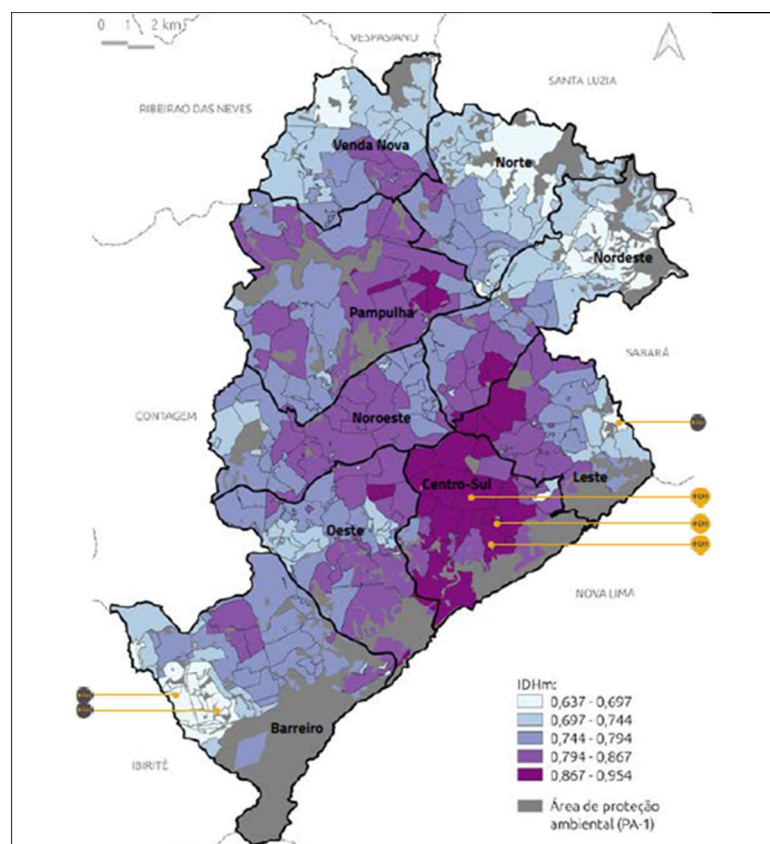 0 1 2 km
VESPASIANO
SANTA LUZIA
RIBEIRAO DAS NEVES
Venda Nova
Norte
Nordeste
Pampulha
SABARÁ
CONTAGEM
Noroeste
Centro-Sul
Leste
Oeste
NOVA LIMA
Barreiro
IBIRITÉ
IDHm:
0,637 - 0,697
0,697 - 0,744
0,744 - 0,794
0,794 - 0,867
0,867 - 0,954
Área de proteção
ambiental (PA-1)